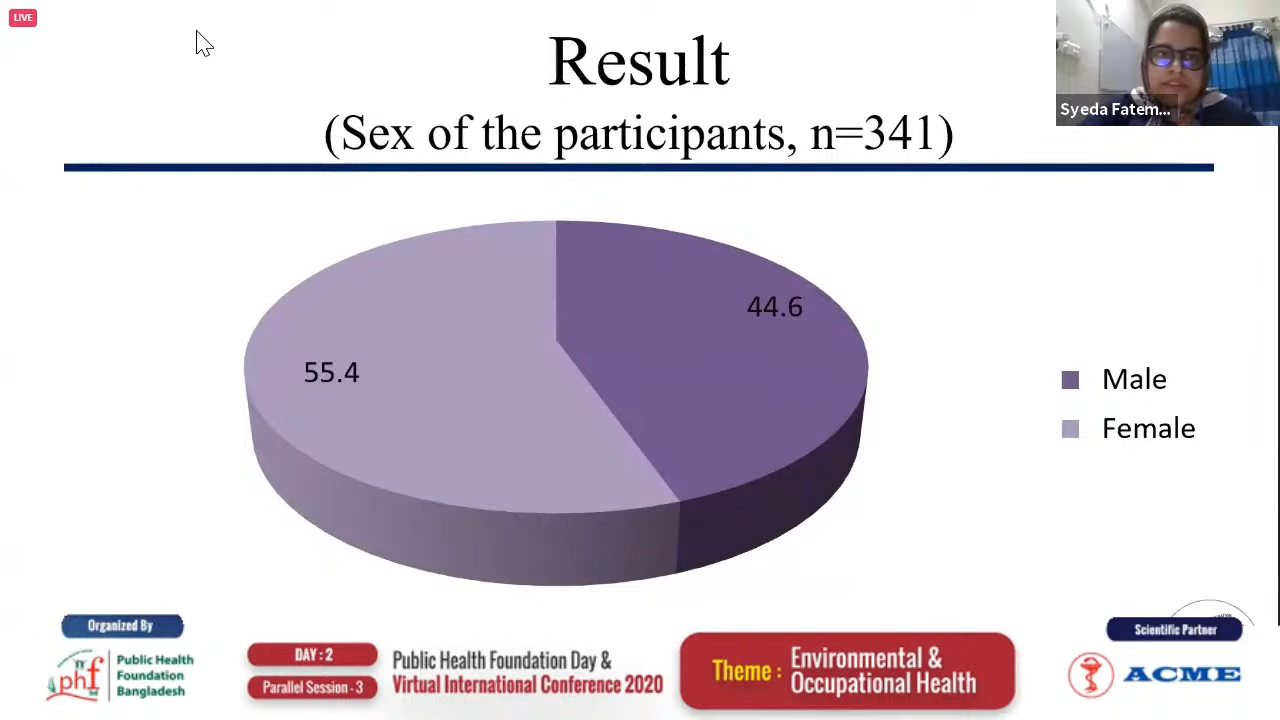 LIVE
Result
(Sex of the participants, n=341)
Syeda Fatem...
44.6
55.4
Male
Female
Organized By
phf
Public Health
Foundation
Bangladesh
DAY : 2
Parallel Session - 3
Public Health Foundation Day &
Virtual International Conference 2020
Theme :
Environmental &
Occupational Health
Scientific Partner
ACME